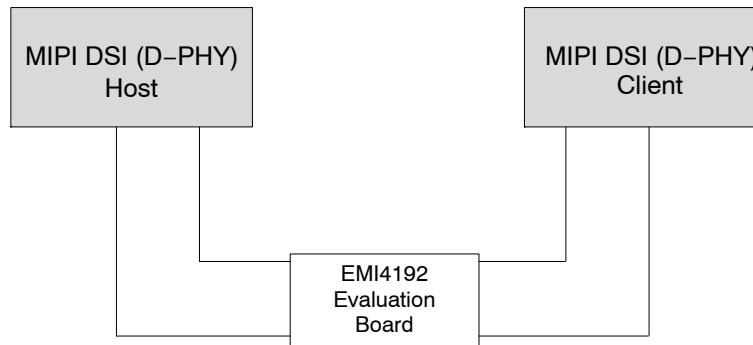 MIPI DSI (D−PHY)
Host
MIPI DSI (D−PHY)
Client
EMI4192
Evaluation
Board